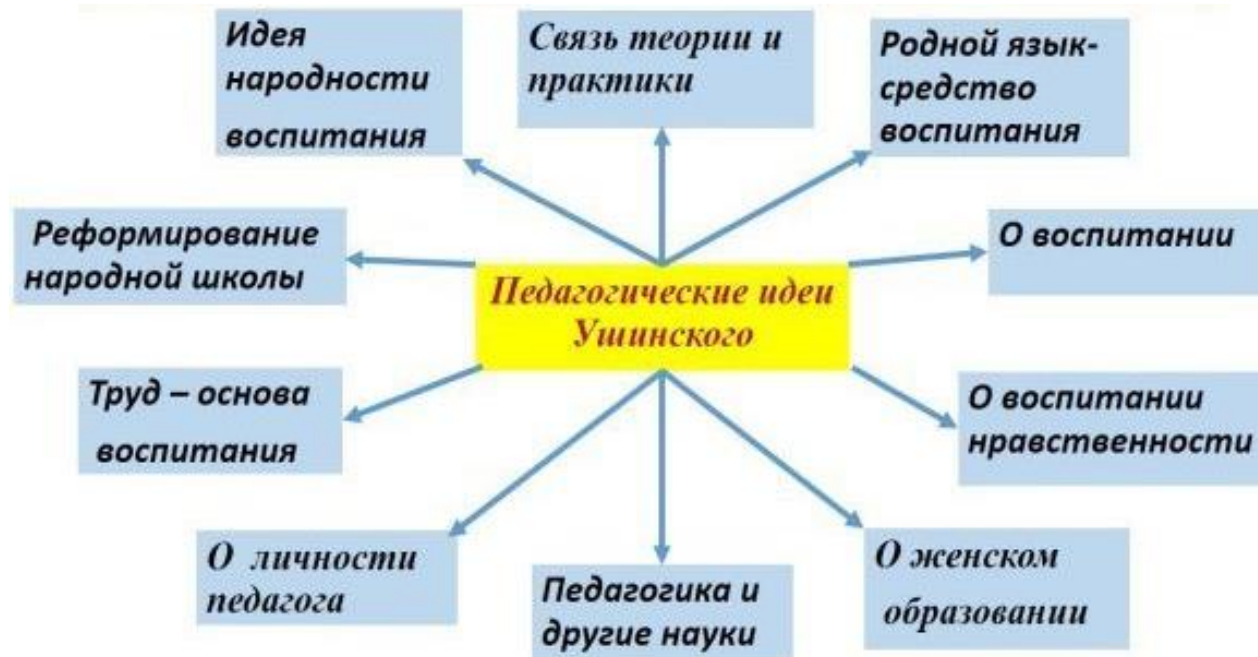 Идея
народности
воспитания
Связь теории и
практики
Родной язык-
средство
воспитания
Реформирование
народной школы
О воспитании
Педагогические идеи
Ушинского
Труд – основа
воспитания
О воспитании
нравственности
О личности
педагога
Педагогика и
другие науки
О женском
образовании